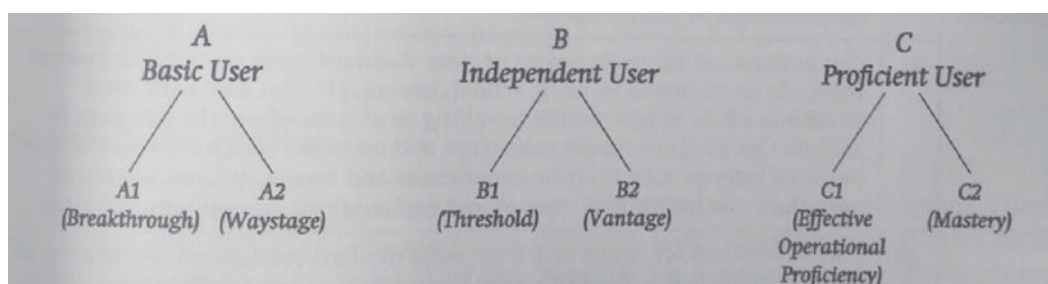 A
Basic User
B
Independent User
C
Proficient User
A1
(Breakthrough)
A2
(Waystage)
B1
(Threshold)
B2
(Vantage)
C1
(Effective
Operational
Proficiency)
C2
(Mastery)